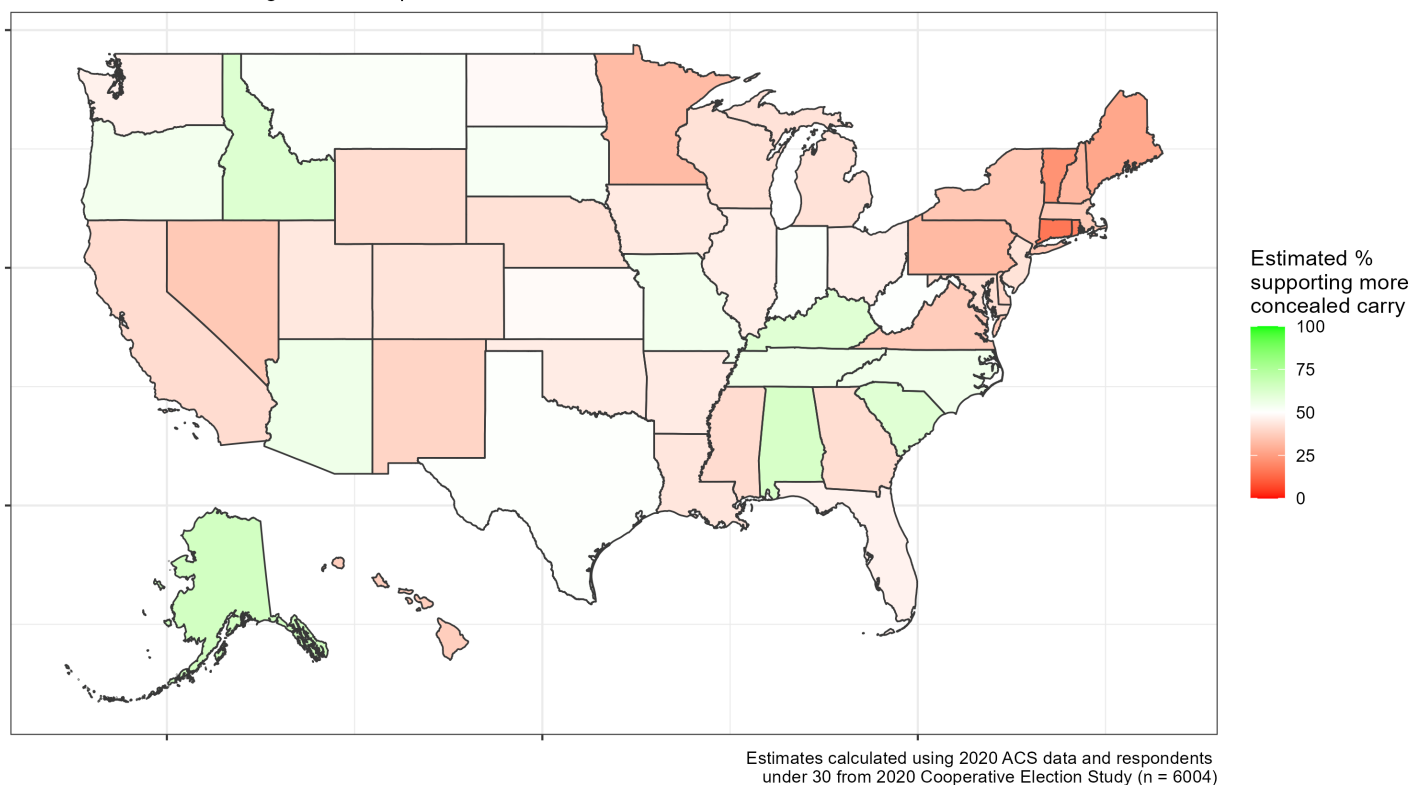 Estimated %
supporting more
concealed carry
100
75
50
25
0
Estimates calculated using 2020 ACS data and respondents
under 30 from 2020 Cooperative Election Study (n = 6004)